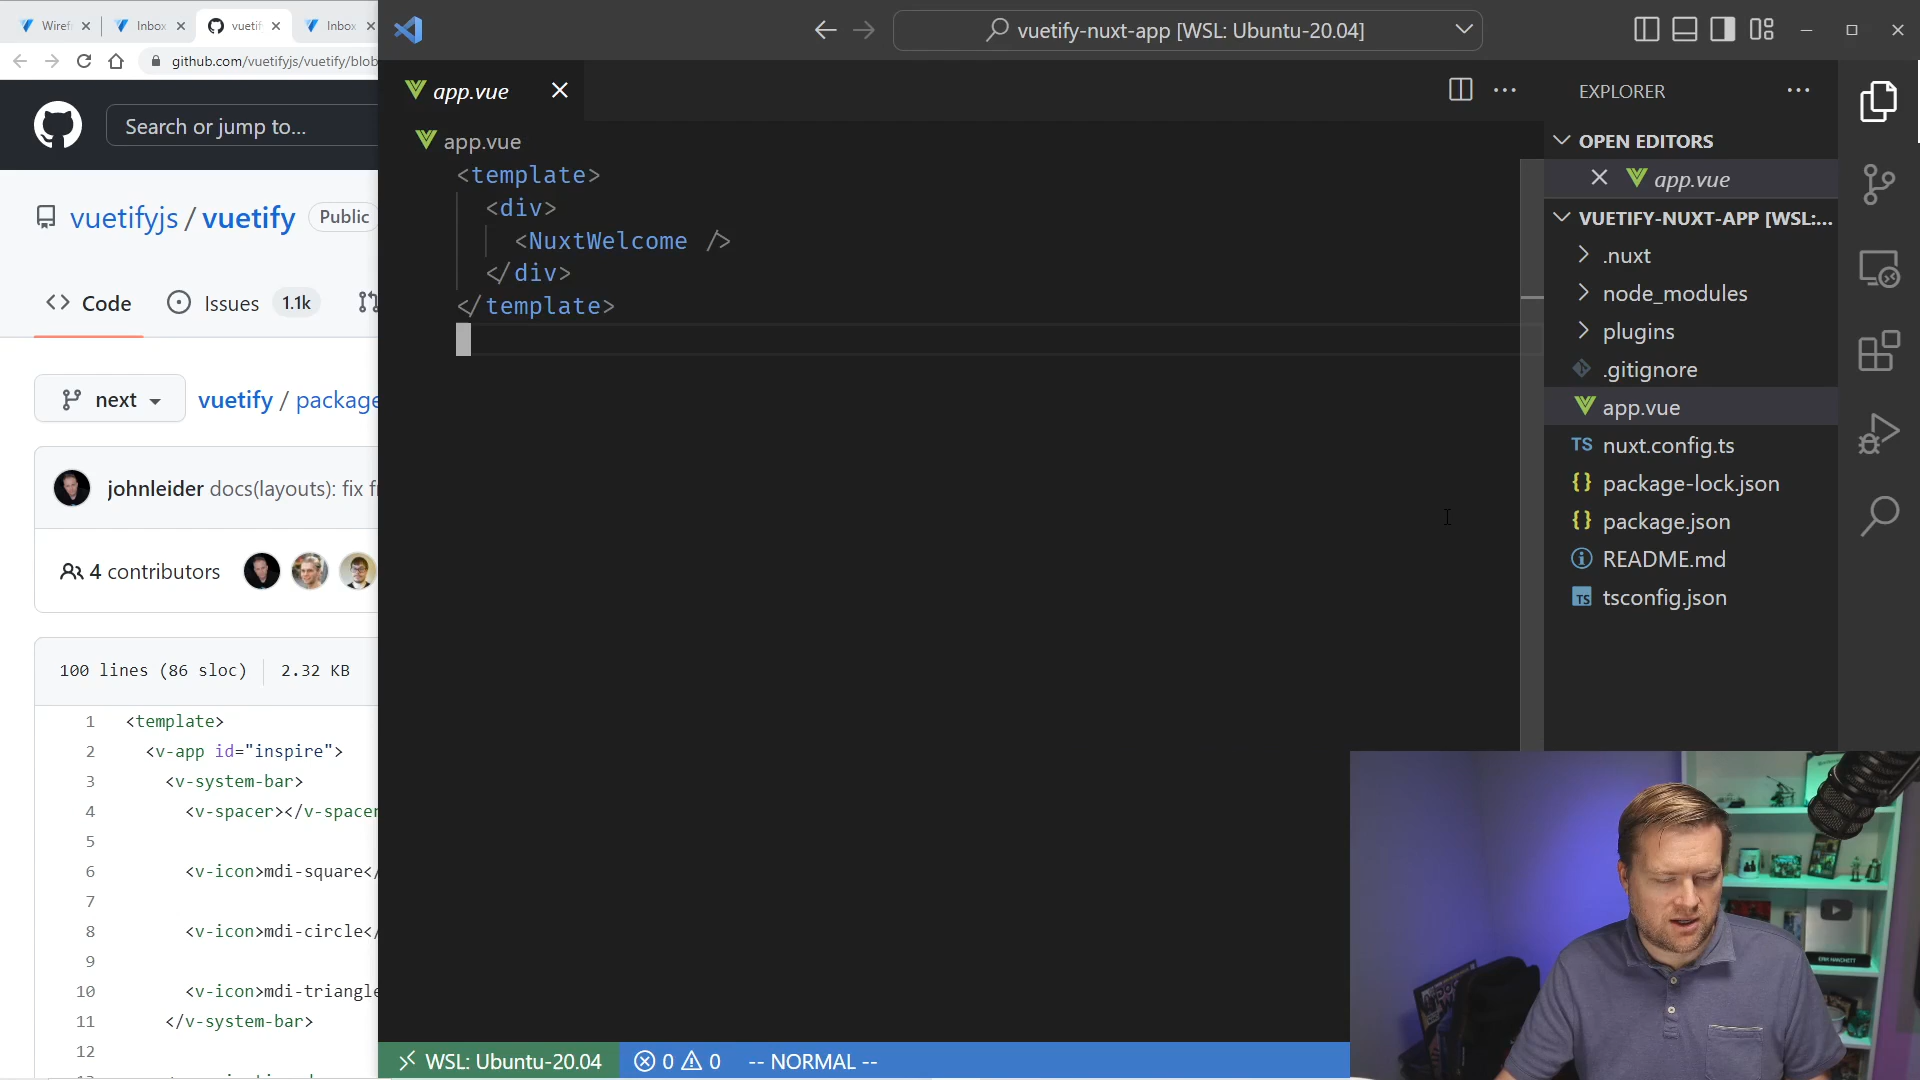 Wiref
Inbox
vuetif
Inbox
github.com/vuetifyjs/vuetify/blob
Search or jump to...
vuetifyjs / vuetify Public
Code Issues 1.1k
next vuetify / package
johnleider docs(layouts): fix f
4 contributors
100 lines (86 sloc) 2.32 KB
1 <template>
2 <v-app id="inspire">
3 <v-system-bar>
4 <v-spacer></v-spacer
5
6 <v-icon>mdi-square</
7
8 <v-icon>mdi-circle</
9
10 <v-icon>mdi-triangle
11 </v-system-bar>
12
vuetify-nuxt-app [WSL: Ubuntu-20.04]
app.vue
app.vue
<template>
<div>
<NuxtWelcome />
</div>
</template>
EXPLORER
OPEN EDITORS
app.vue
VUETIFY-NUXT-APP [WSL:...
.nuxt
node_modules
plugins
.gitignore
app.vue
TS nuxt.config.ts
{} package-lock.json
{} package.json
README.md
TS tsconfig.json
ERIK HANCHETT
WSL: Ubuntu-20.04 0 0 -- NORMAL --